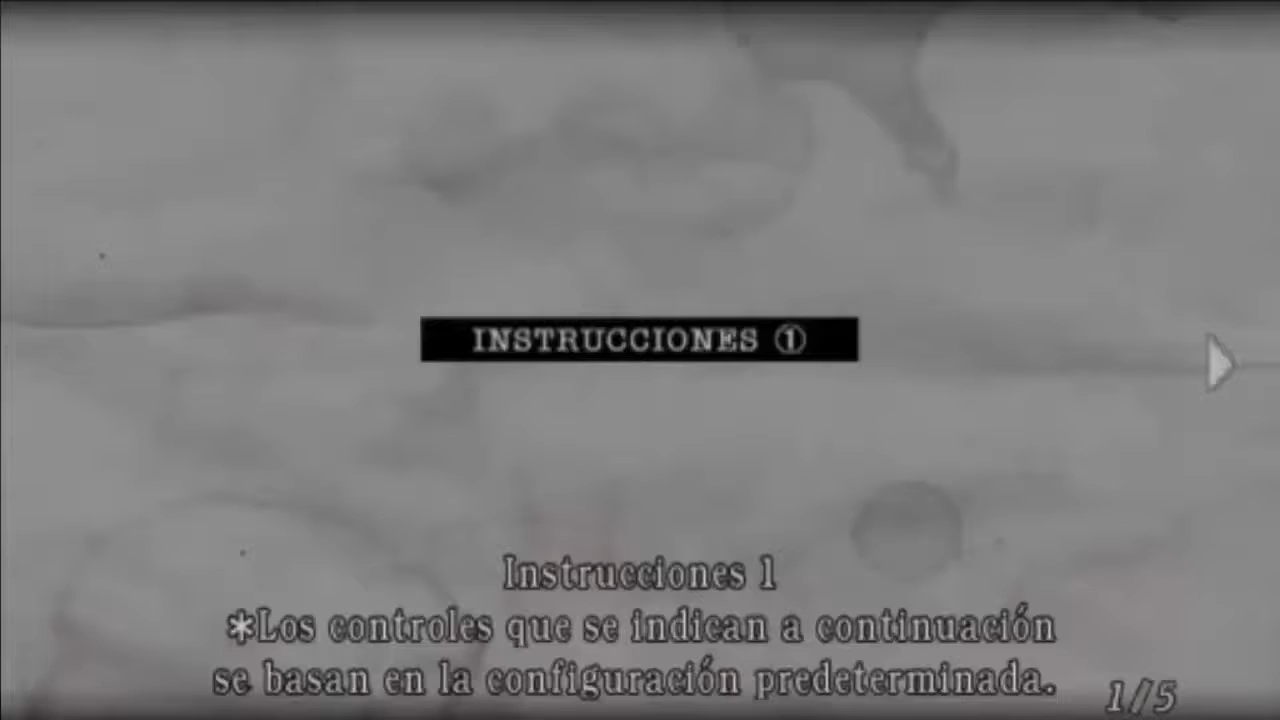 INSTRUCCIONES ①
Instrucciones 1
*Los controles que se indican a continuación
se basan en la configuración predeterminada.
1/5